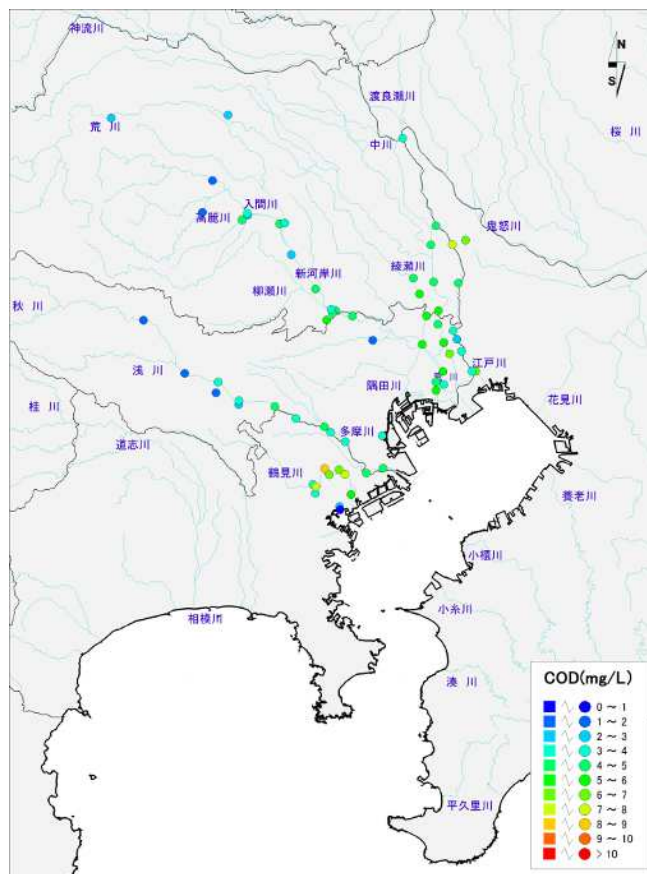 神流川
N
S
渡良瀬川
荒川
桜川
中川
入間川
高麗川
鬼怒川
新河岸川
綾瀬川
柳瀬川
秋川
浅川
江戸川
隅田川
花見川
桂川
道志川
多摩川
鶴見川
養老川
小櫃川
小糸川
相模川
湊川
平久里川
COD(mg/L)
0～1
1～2
2～3
3～4
4～5
5～6
6～7
7～8
8～9
9～10
>10